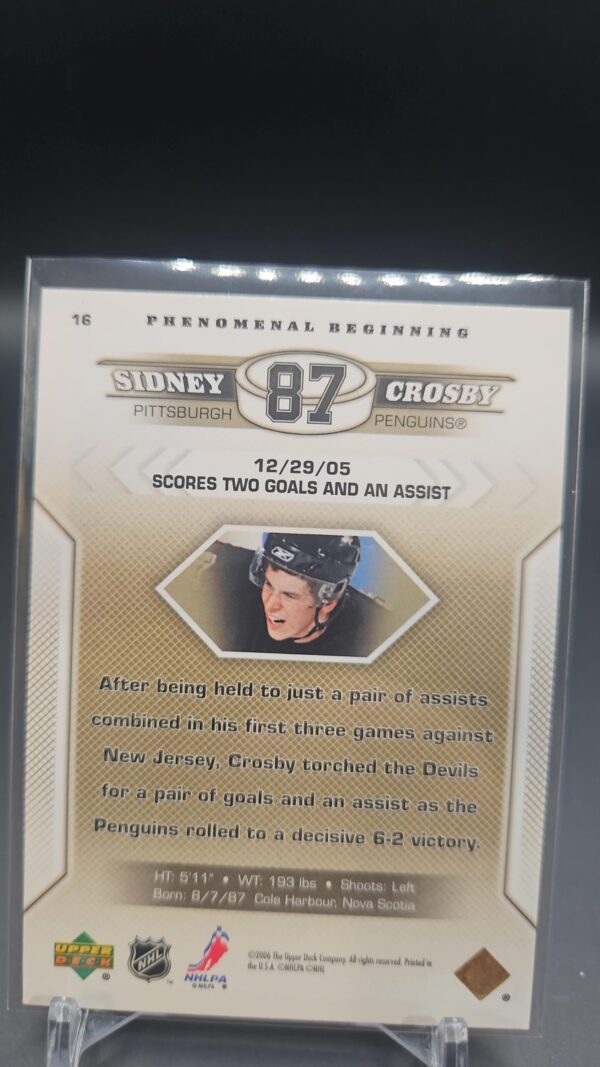 16 PHENOMENAL BEGINNING
SIDNEY 87 CROSBY
PITTSBURGH PENGUINS®
12/29/05
SCORES TWO GOALS AND AN ASSIST
After being held to just a pair of assists
combined in his first three games against
New Jersey, Crosby torched the Devils
for a pair of goals and an assist as the
Penguins rolled to a decisive 6-2 victory.
HT: 5'11" • WT: 193 lbs • Shoots: Left
Born: 8/7/87 Cole Harbour, Nova Scotia
UPPER
DECK ®
NHL ™
NHLPA
© NHLPA ®
©2006 The Upper Deck Company. All rights reserved. Printed in
the U.S.A. ©NHLPA ©NHL
®